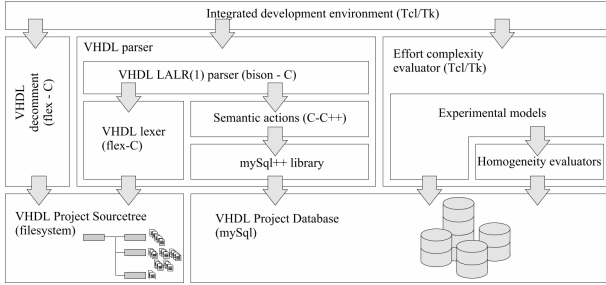 Integrated development environment (Tcl/Tk)
VHDL
decomment
(flex - C)
VHDL parser
VHDL LALR(1) parser (bison - C)
VHDL lexer
(flex-C)
Semantic actions (C-C++)
mySql++ library
Effort complexity
evaluator (Tcl/Tk)
Experimental models
Homogeneity evaluators
VHDL Project Sourcetree
(filesystem)
VHDL Project Database
(mySql)